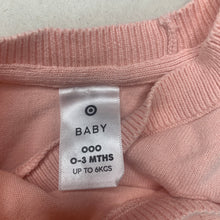 BABY
000
0-3 MTHS
UP TO 6KGS